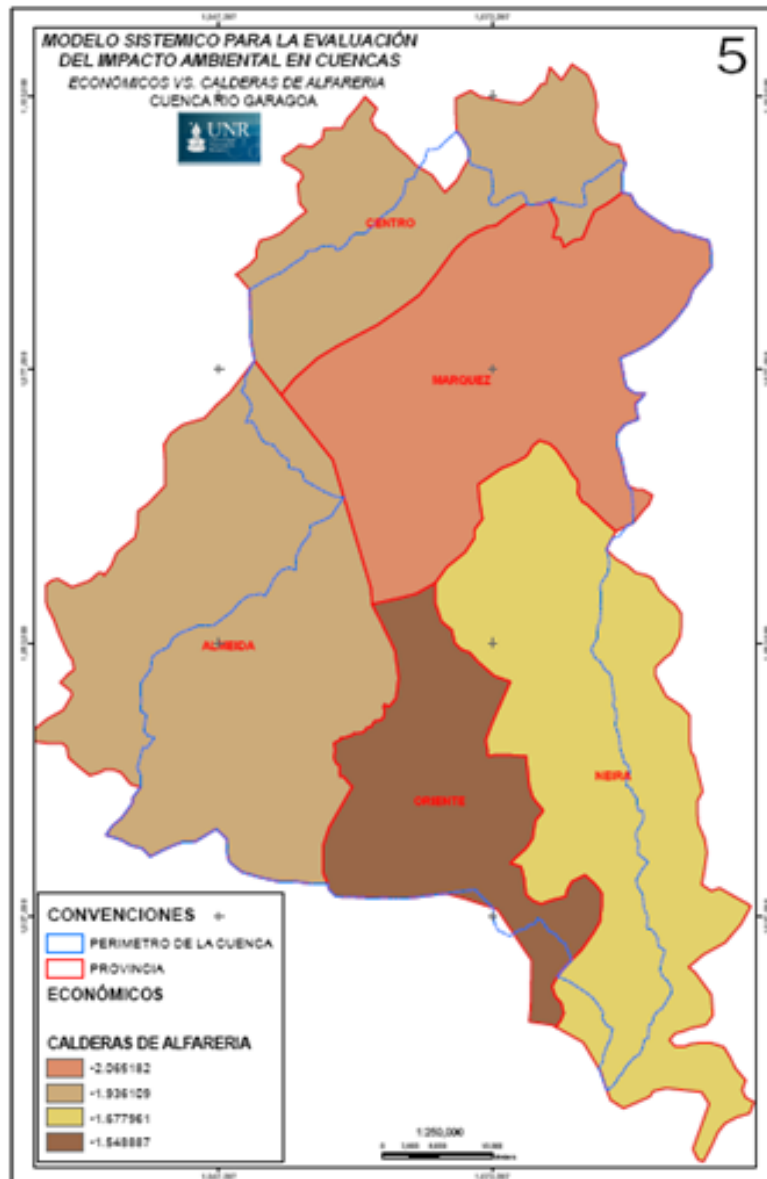 MODELO SISTEMICO PARA LA EVALUACIÓN
DEL IMPACTO AMBIENTAL EN CUENCAS
ECONÓMICOS VS. CALDERAS DE ALFARERIA
CUENCA RIO GARAGOA
UNR
5
CENTRO
MARQUEZ
ALMEIDA
NEIRA
ORIENTE
CONVENCIONES
PERIMETRO DE LA CUENCA
PROVINCIA
ECONÓMICOS
CALDERAS DE ALFARERIA
-2.065182
-1.936109
-1.677961
-1.548887
1:250,000